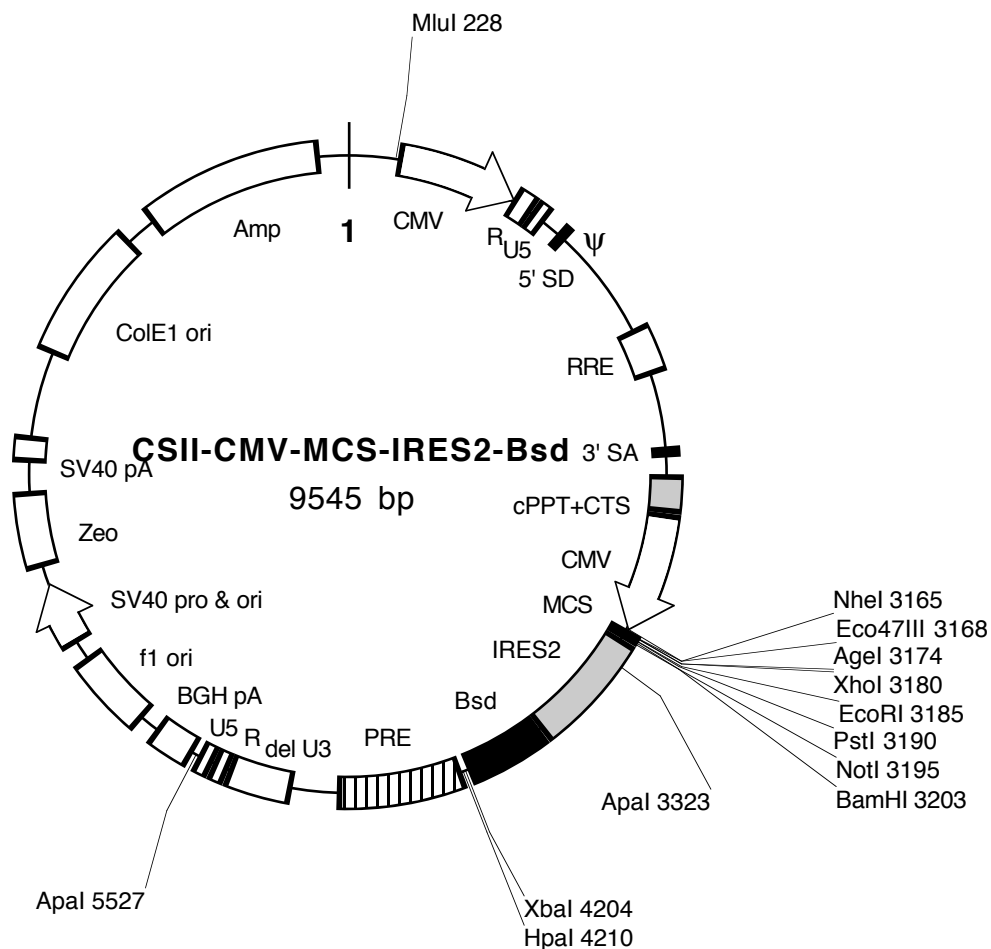 MluI 228
CMV
R
U5
5' SD
ψ
Amp
1
ColE1 ori
RRE
CSII-CMV-MCS-IRES2-Bsd
9545 bp
3' SA
SV40 pA
cPPT+CTS
Zeo
CMV
SV40 pro & ori
MCS
NheI 3165
Eco47III 3168
AgeI 3174
XhoI 3180
EcoRI 3185
PstI 3190
NotI 3195
BamHI 3203
f1 ori
IRES2
BGH pA
Bsd
U5
R
del U3
PRE
ApaI 3323
ApaI 5527
XbaI 4204
HpaI 4210